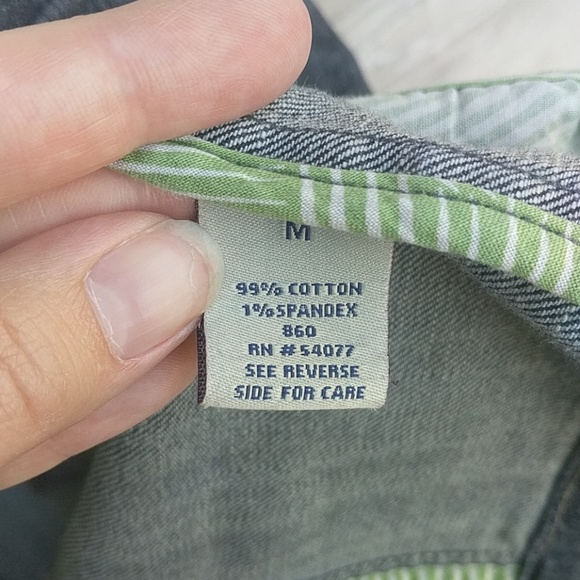 M
99% COTTON
1% SPANDEX
860
RN # 54077
SEE REVERSE
SIDE FOR CARE